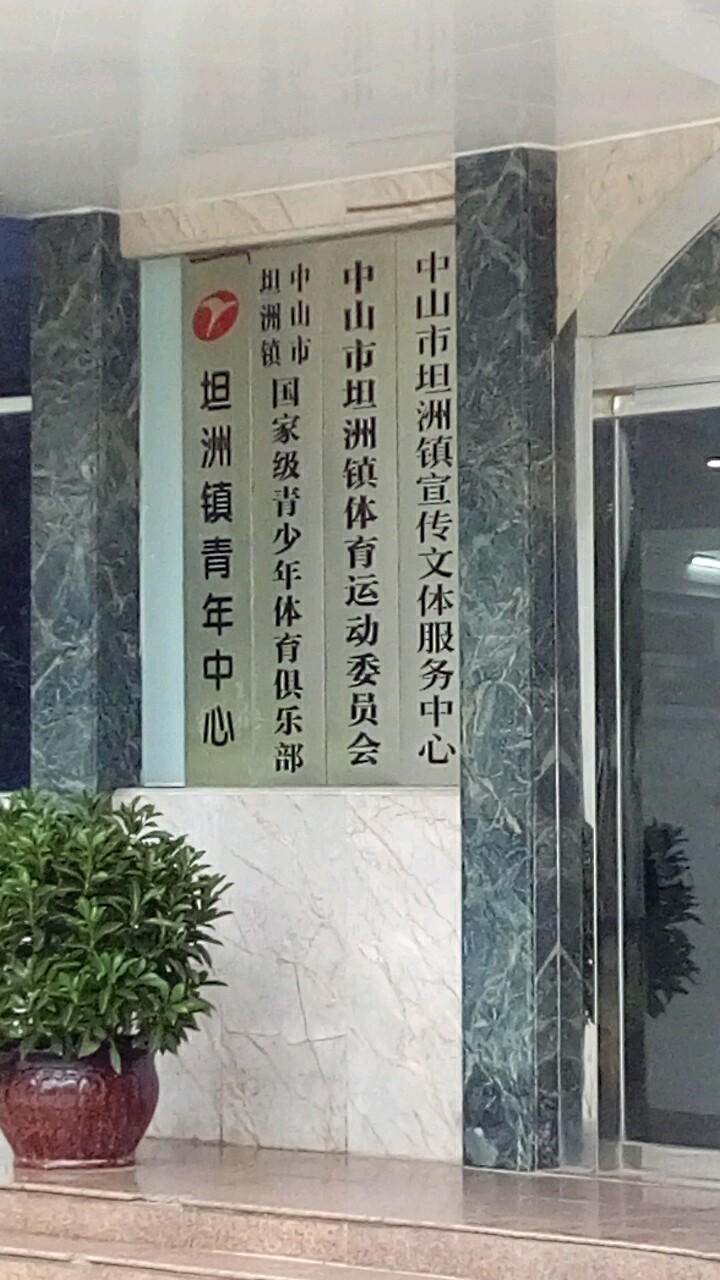 中山市坦洲镇宣传文体服务中心
中山市坦洲镇体育运动委员会
中山市
坦洲镇
国家级青少年体育俱乐部
坦洲镇青年中心